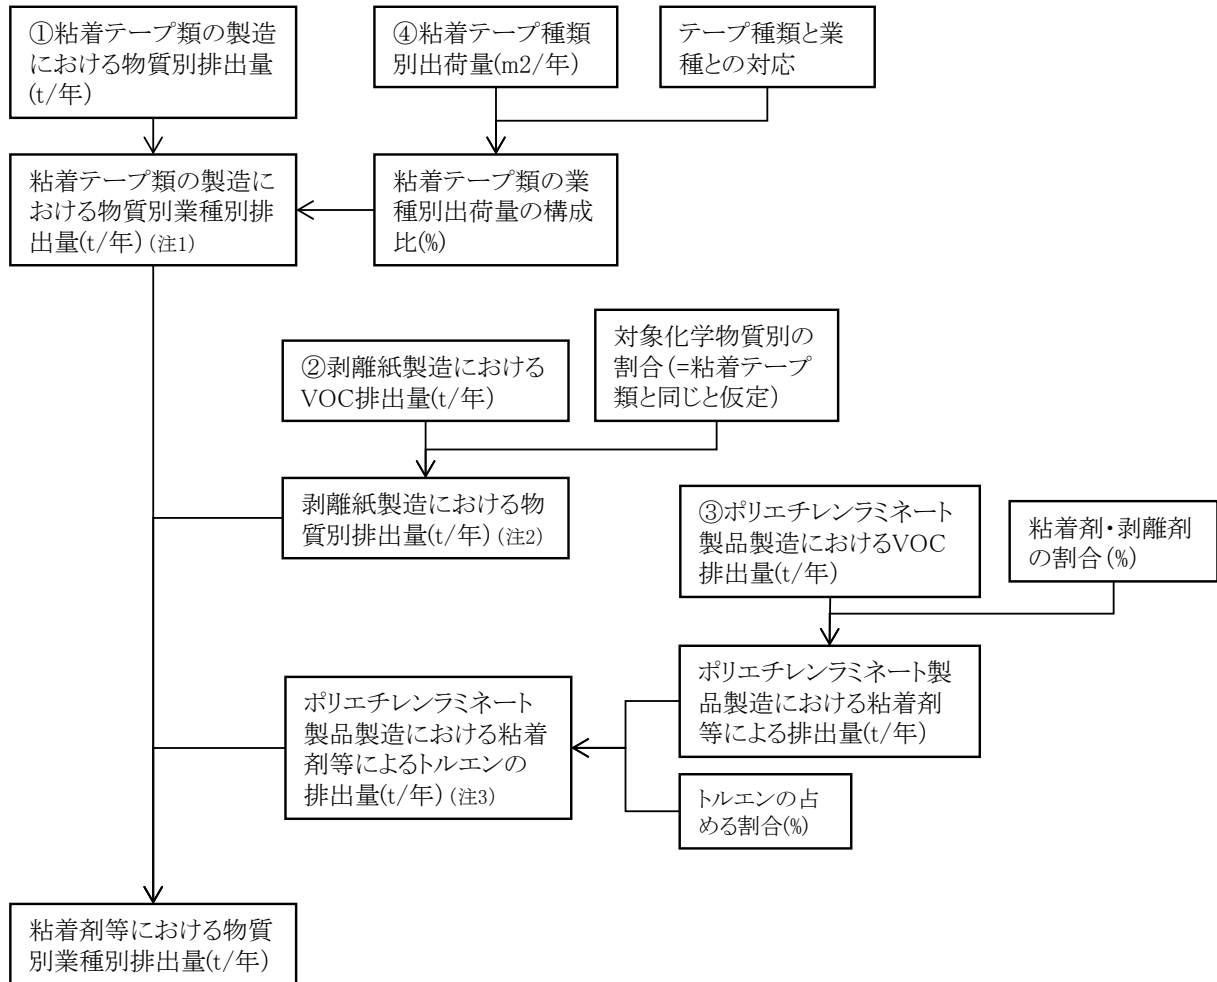 ①粘着テープ類の製造
における物質別排出量
(t/年)
④粘着テープ種類
別出荷量(m2/年)
テープ種類と業
種との対応
粘着テープ類の製造に
おける物質別業種別排
出量(t/年)(注1)
粘着テープ類の業
種別出荷量の構成
比(%)
対象化学物質別の
割合(=粘着テープ
類と同じと仮定)
②剥離紙製造における
VOC排出量(t/年)
剥離紙製造における物
質別排出量(t/年)(注2)
③ポリエチレンラミネート
製品製造におけるVOC
排出量(t/年)
粘着剤・剥離剤
の割合(%)
ポリエチレンラミネート製
品製造における粘着剤
等による排出量(t/年)
ポリエチレンラミネート
製品製造における粘着
剤等によるトルエンの
排出量(t/年)(注3)
トルエンの占
める割合(%)
粘着剤等における物質
別業種別排出量(t/年)